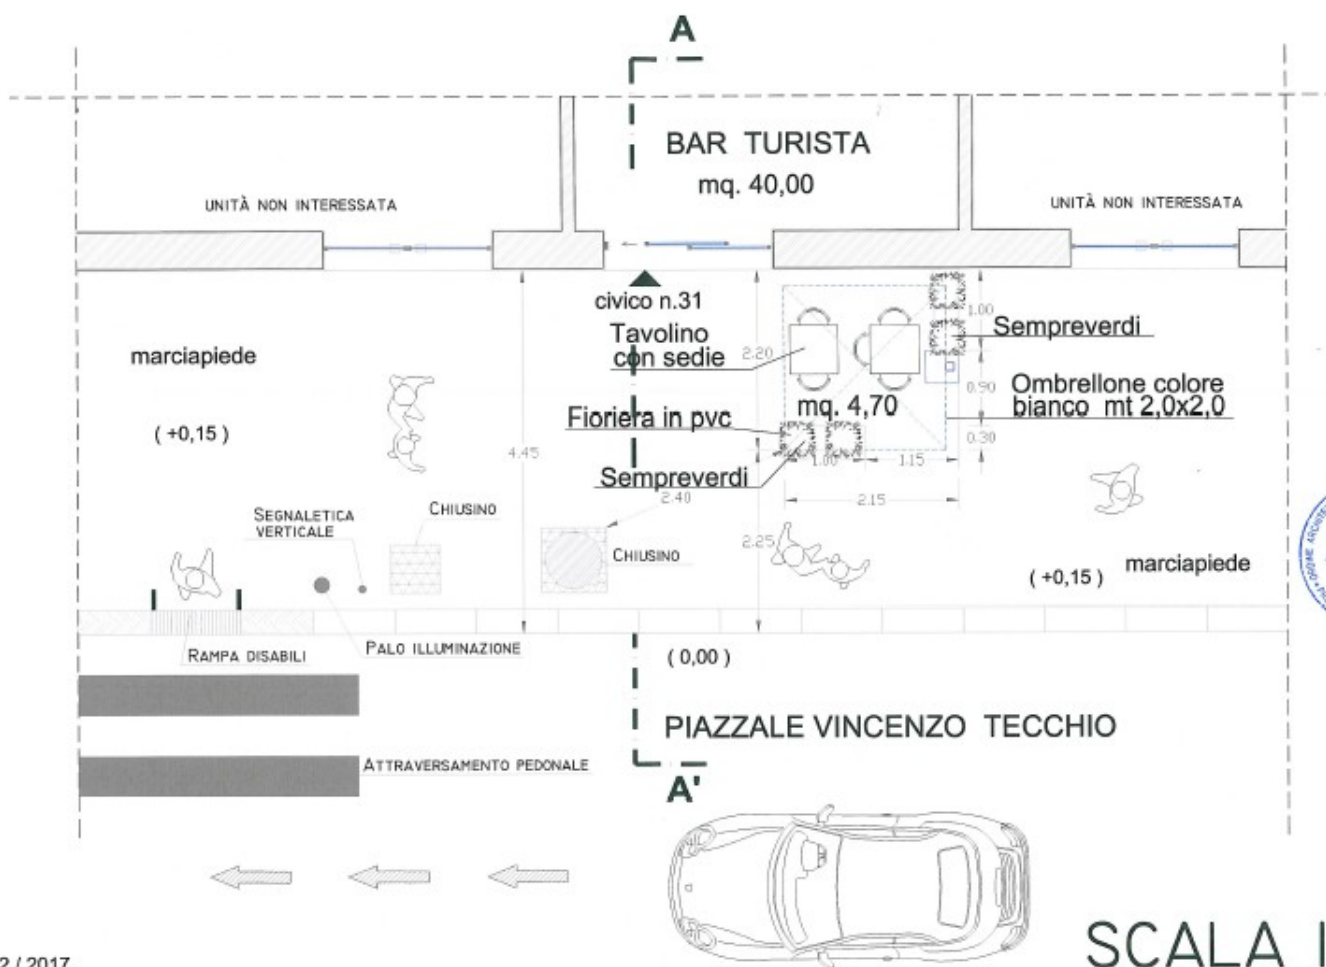 A
BAR TURISTA
mq. 40,00
UNITÀ NON INTERESSATA
UNITÀ NON INTERESSATA
civico n.31
Tavolino
con sedie
marciapiede
( +0,15 )
2.20
1.00
Sempreverdi
0.90
Ombrellone colore
bianco mt 2,0x2,0
mq. 4,70
Fioriera in pvc
0.30
4.45
1.00
1.15
Sempreverdi
2.40
2.15
SEGNALETICA
VERTICALE
CHIUSINO
CHIUSINO
2.25
( +0,15 )
marciapiede
RAMPA DISABILI
PALO ILLUMINAZIONE
( 0,00 )
PIAZZALE VINCENZO TECCHIO
ATTRAVERSAMENTO PEDONALE
A'
SCALA
2 / 2017